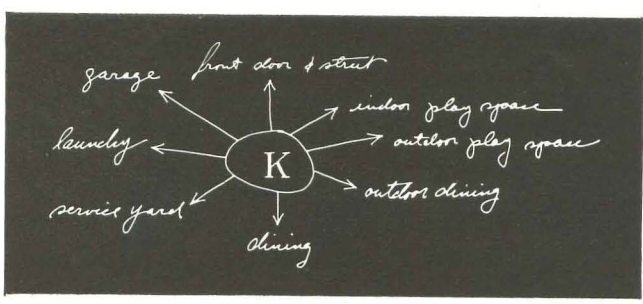 front door & street
garage
indoor play space
laundry
outdoor play space
K
outdoor dining
service yard
dining